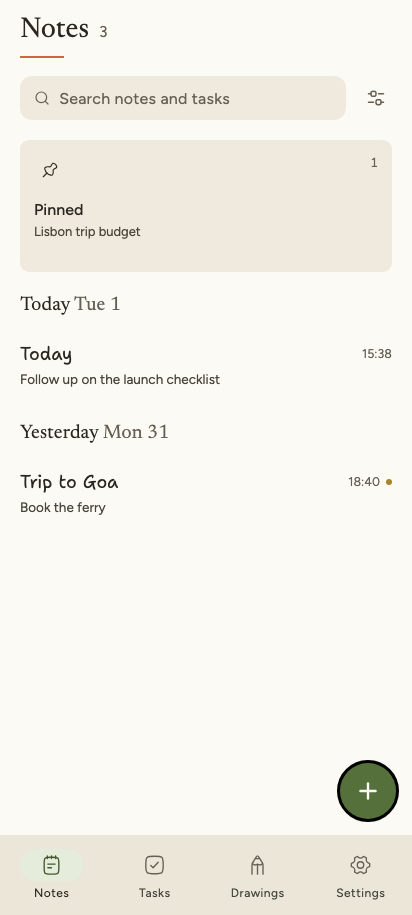 Notes 3
Search notes and tasks
1
Pinned
Lisbon trip budget
Today Tue 1
Today 15:38
Follow up on the launch checklist
Yesterday Mon 31
Trip to Goa 18:40
Book the ferry
Notes Tasks Drawings Settings